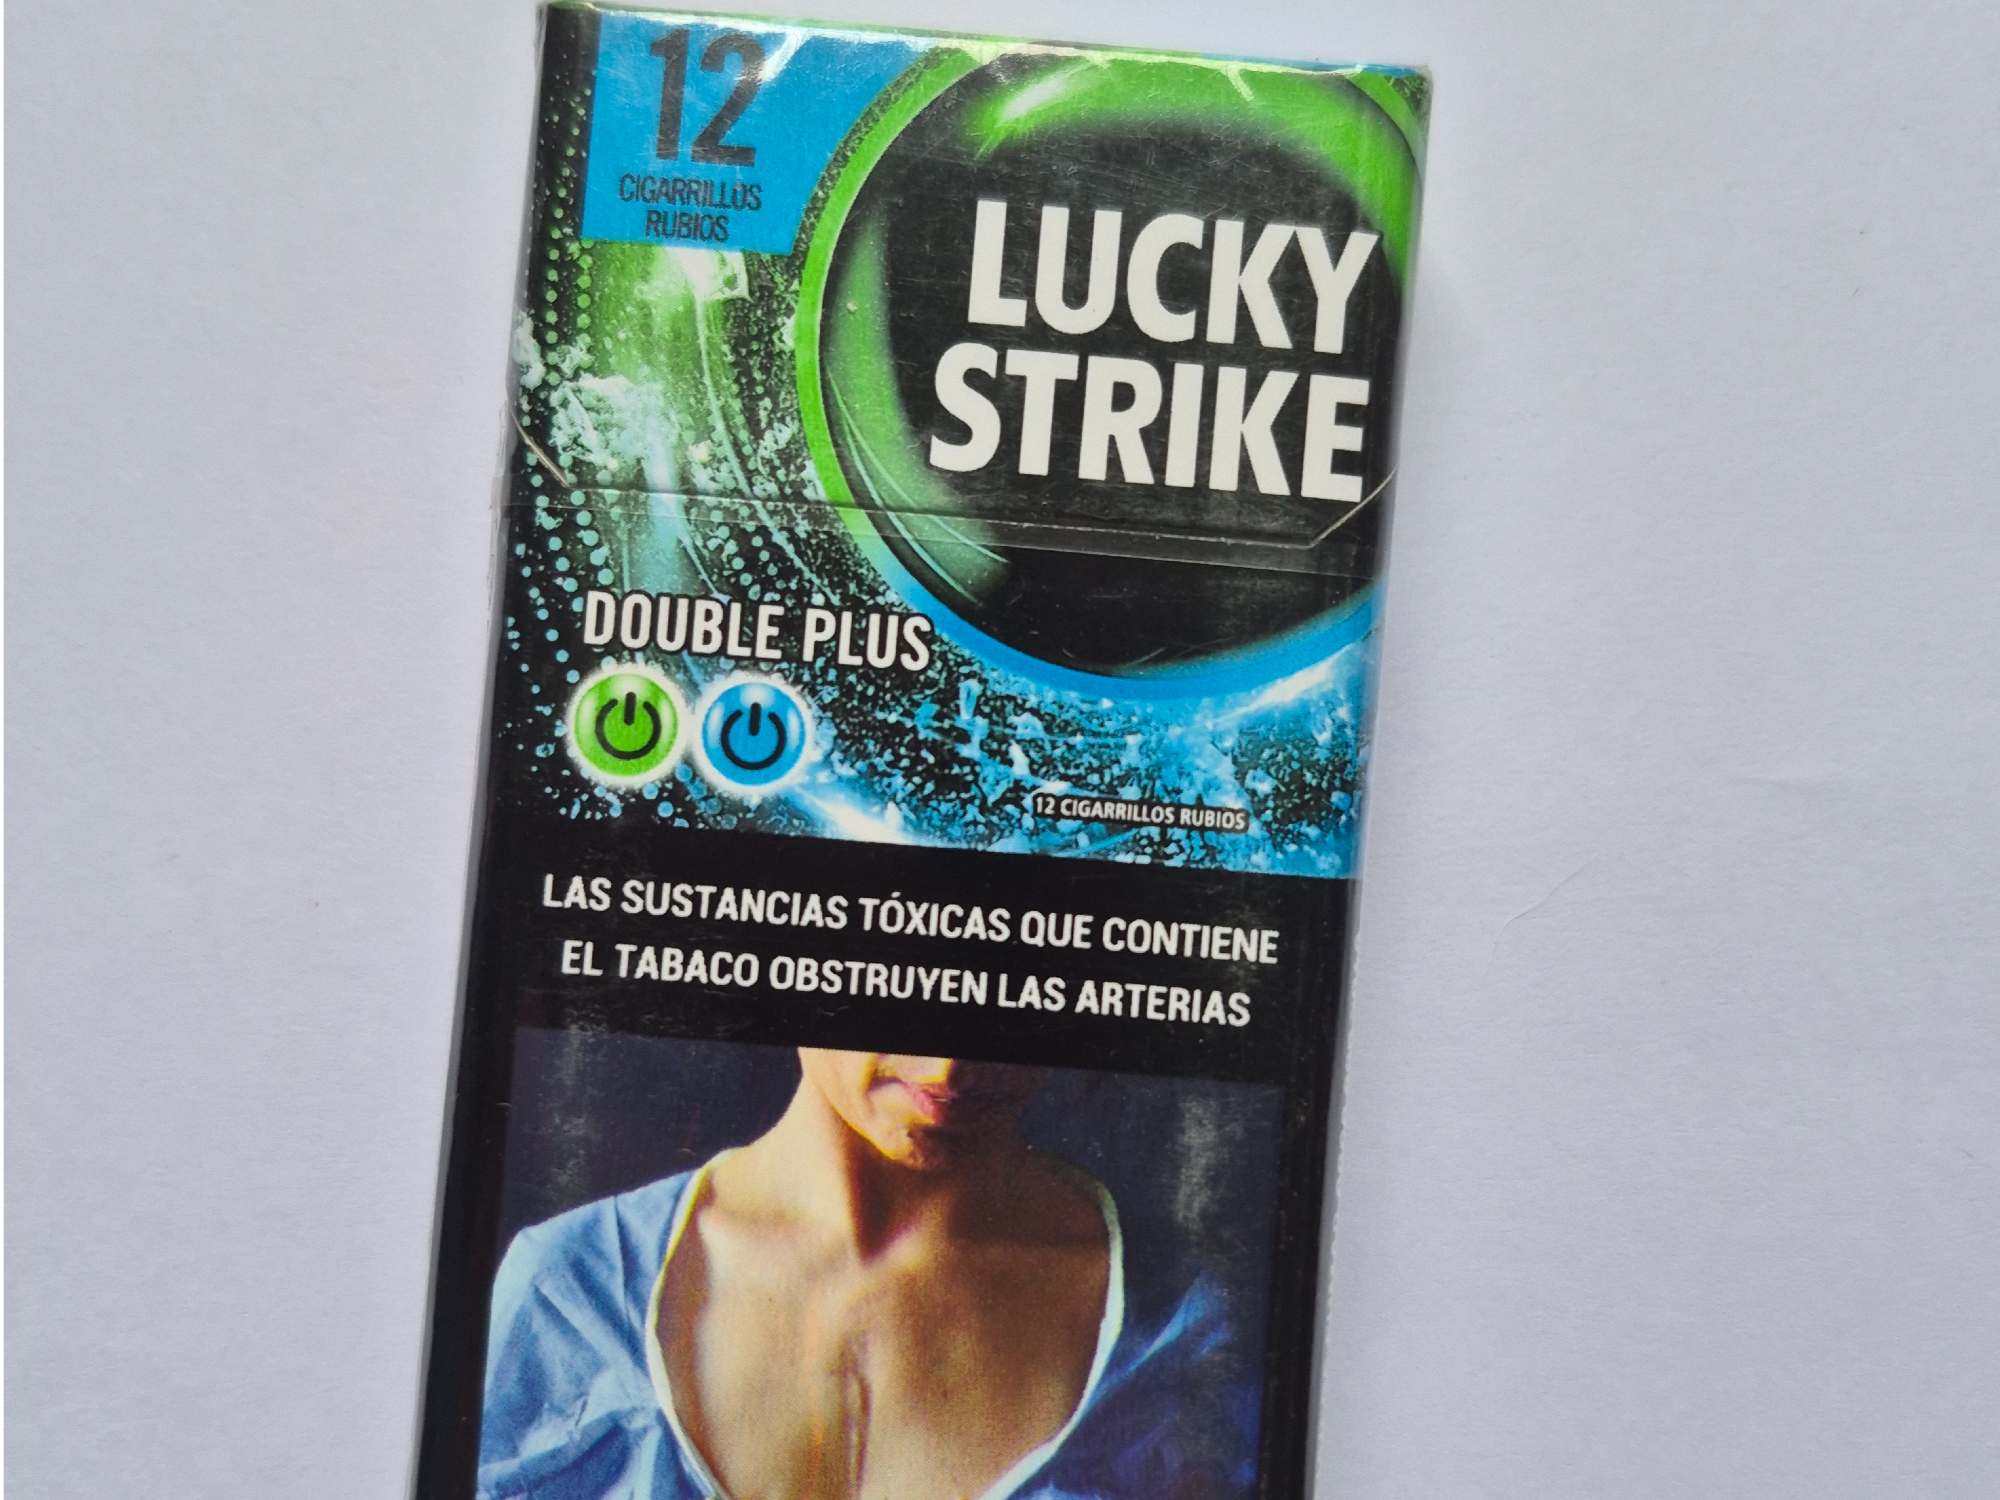 12
CIGARRILLOS
RUBIOS
LUCKY
STRIKE
DOUBLE PLUS
12 CIGARRILLOS RUBIOS
LAS SUSTANCIAS TÓXICAS QUE CONTIENE
EL TABACO OBSTRUYEN LAS ARTERIAS